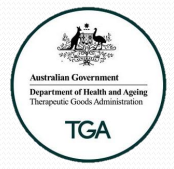 Australian Government
Department of Health and Ageing
Therapeutic Goods Administration
TGA